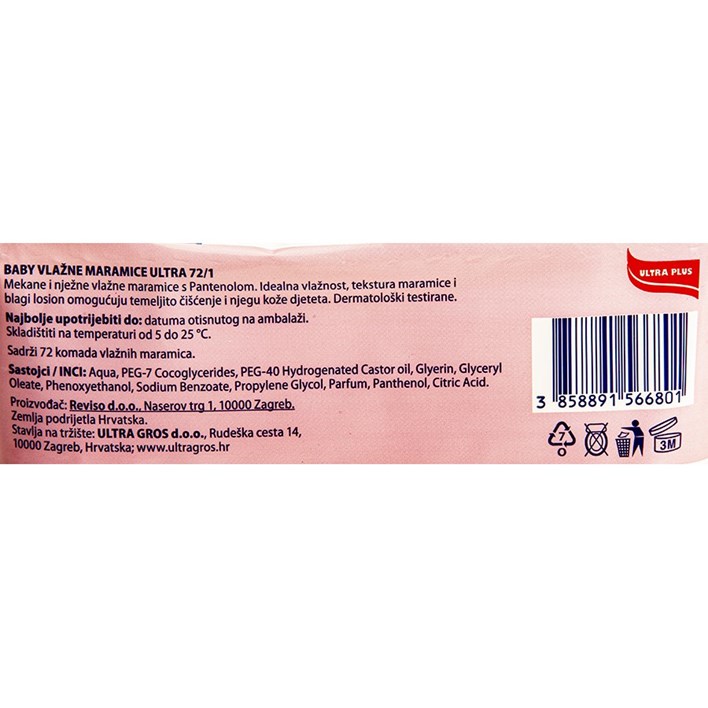 BABY VLAŽNE MARAMICE ULTRA 72/1
Mekane i nježne vlažne maramice s Pantenolom. Idealna vlažnost, tekstura maramice i
blagi losion omogućuju temeljito čišćenje i njegu kože djeteta. Dermatološki testirane.
Najbolje upotrijebiti do: datuma otisnutog na ambalaži.
Skladištiti na temperaturi od 5 do 25 °C.
Sadrži 72 komada vlažnih maramica.
Sastojci / INCI: Aqua, PEG-7 Cocoglycerides, PEG-40 Hydrogenated Castor oil, Glyerin, Glyceryl
Oleate, Phenoxyethanol, Sodium Benzoate, Propylene Glycol, Parfum, Panthenol, Citric Acid.
Proizvođač: Reviso d.o.o., Naserov trg 1, 10000 Zagreb.
Zemlja podrijetla Hrvatska.
Stavlja na tržište: ULTRA GROS d.o.o., Rudeška cesta 14,
10000 Zagreb, Hrvatska; www.ultragros.hr
ULTRA PLUS
3 858891 566801
7
O
3M